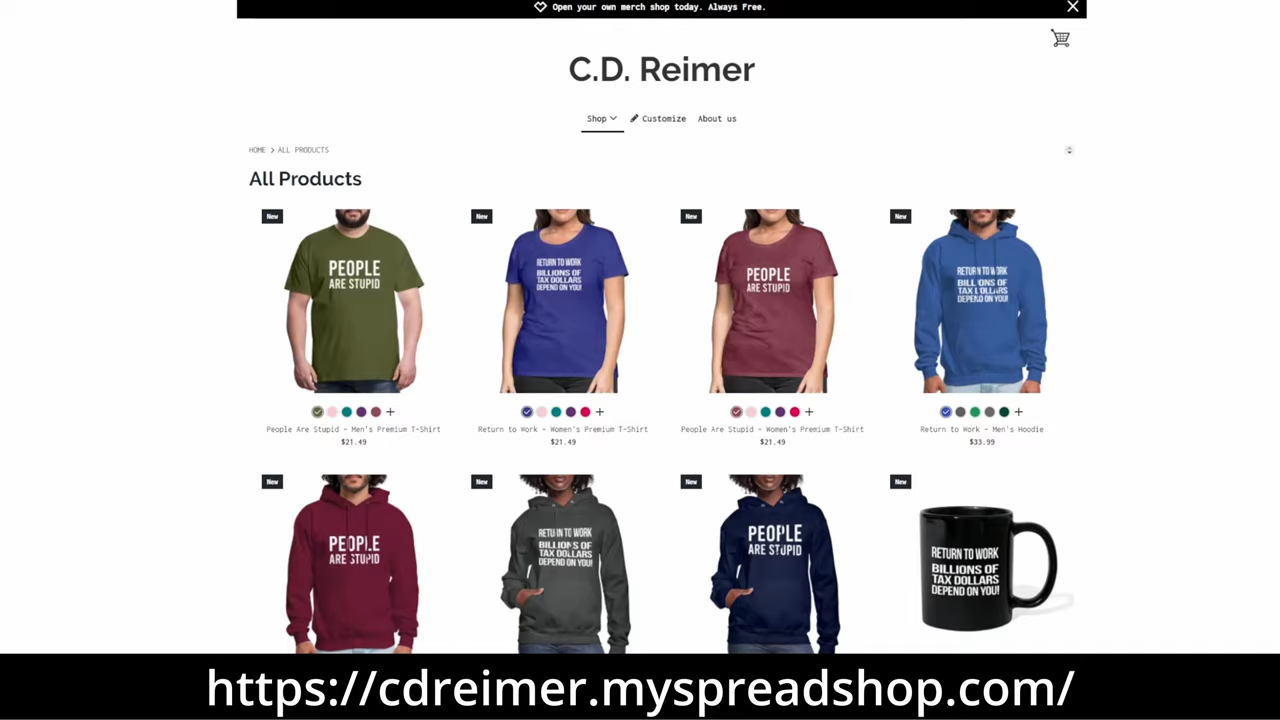 Open your own merch shop today. Always Free.
C.D. Reimer
Shop Customize About us
HOME > ALL PRODUCTS
All Products
New New New New
PEOPLE
ARE STUPID
RETURN TO WORK
BILLIONS OF
TAX DOLLARS
DEPEND ON YOU!
PEOPLE
ARE STUPID
RETURN TO WORK
BILLIONS OF
TAX DOLLARS
DEPEND ON YOU!
People Are Stupid - Men's Premium T-Shirt
$21.49
Return to Work - Women's Premium T-Shirt
$21.49
People Are Stupid - Women's Premium T-Shirt
$21.49
Return to Work - Men's Hoodie
$33.99
New New New New
PEOPLE
ARE STUPID
RETURN TO WORK
BILLIONS OF
TAX DOLLARS
DEPEND ON YOU!
PEOPLE
ARE STUPID
RETURN TO WORK
BILLIONS OF
TAX DOLLARS
DEPEND ON YOU!
https://cdreimer.myspreadshop.com/